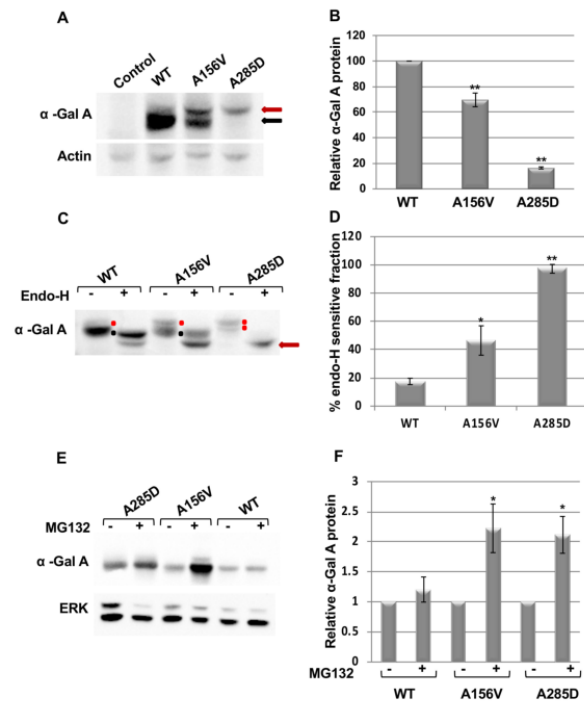 A
Control
WT
A156V
A285D
α -Gal A
Actin
B
Relative α-Gal A protein
120
100
80
60
40
20
0
**
**
WT A156V A285D
C
WT A156V A285D
Endo-H - + - + - +
α -Gal A
D
% endo-H sensitive fraction
120
100
80
60
40
20
0
*
**
WT A156V A285D
E
A285D A156V WT
MG132 - + - + - +
α -Gal A
ERK
F
Relative α-Gal A protein
3
2.5
2
1.5
1
0.5
0
*
*
MG132 - + - + - +
WT A156V A285D